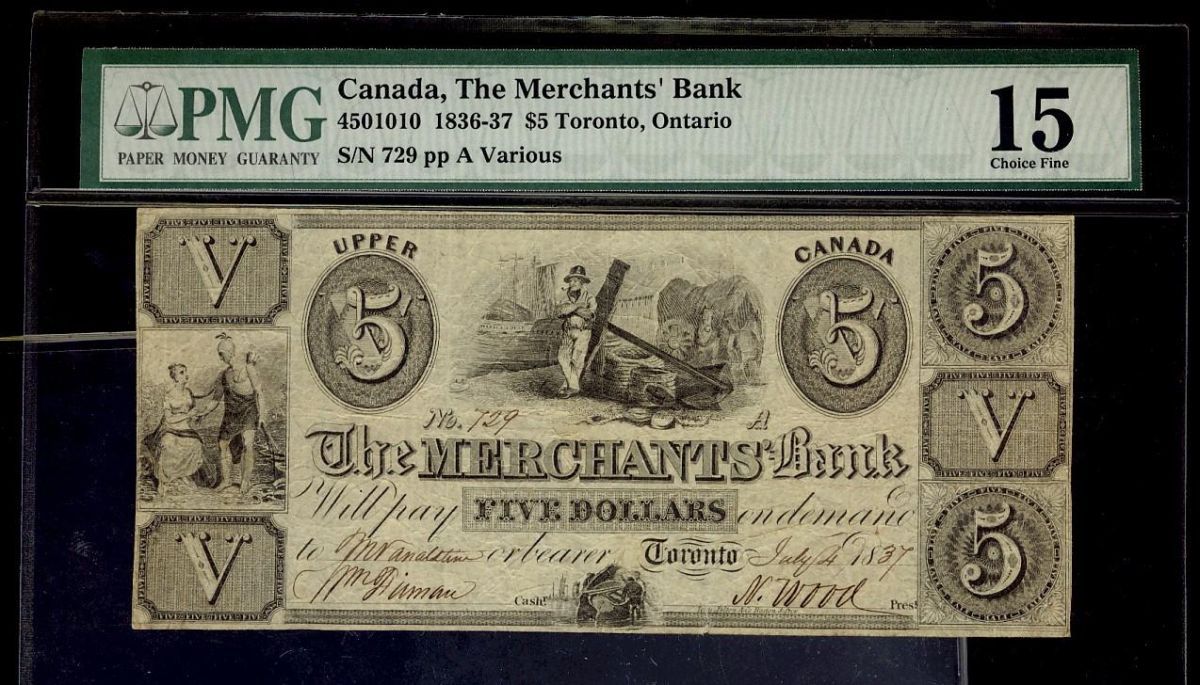 PMG
PAPER MONEY GUARANTY
Canada, The Merchants' Bank
4501010 1836-37 $5 Toronto, Ontario
S/N 729 pp A Various
15
Choice Fine
V
UPPER
CANADA
5
5
5
No. 729
A
V
The MERCHANTS' Bank
Will pay FIVE DOLLARS on demand
to or bearer Toronto July 4 1837
V
5
Cash.
N. Wood Prest